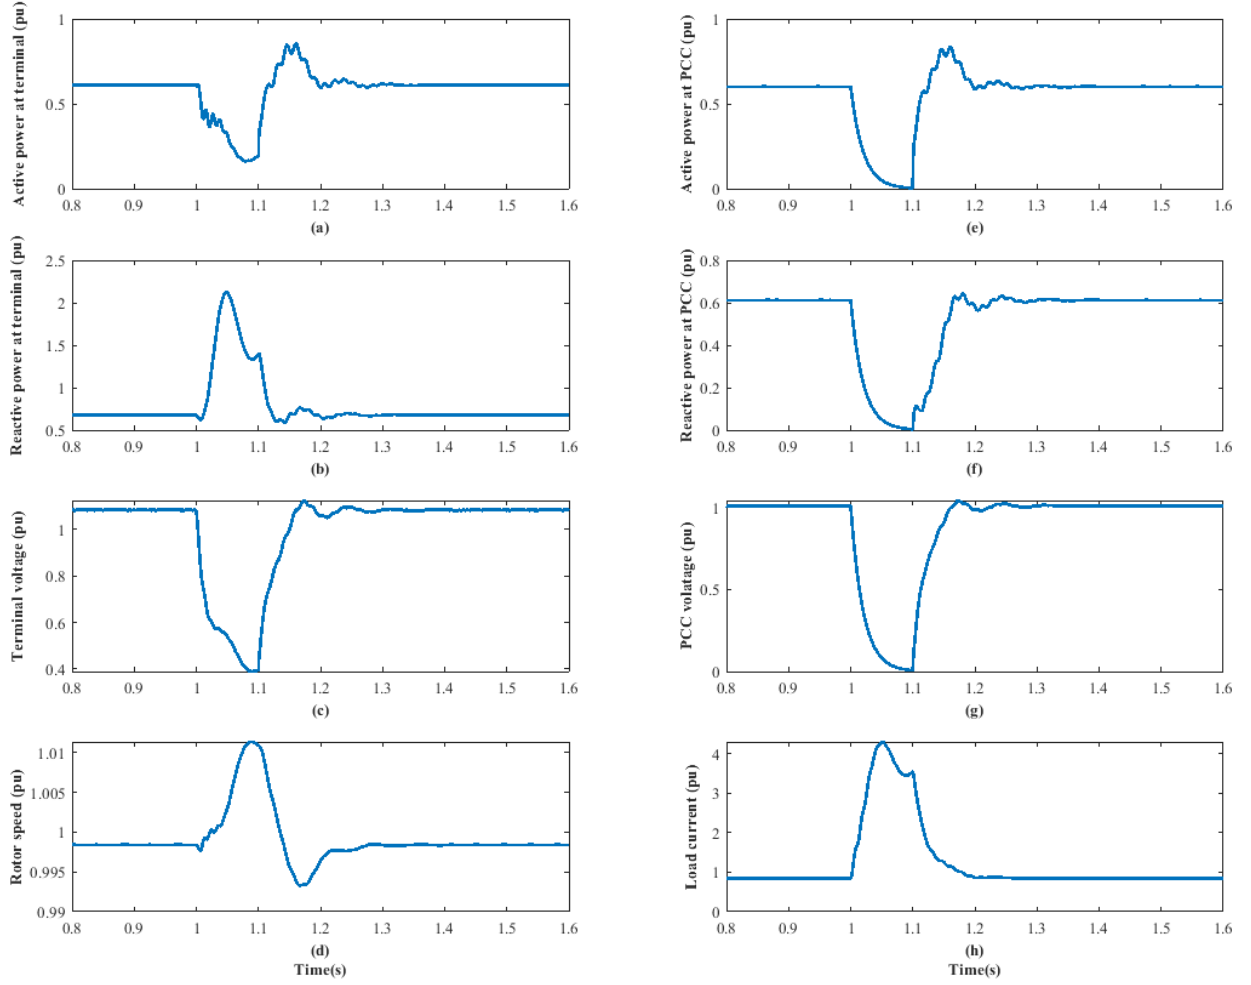 Active power at terminal (pu)
1
0.5
0
0.8 0.9 1 1.1 1.2 1.3 1.4 1.5 1.6
(a)
Active power at PCC (pu)
1
0.5
0
0.8 0.9 1 1.1 1.2 1.3 1.4 1.5 1.6
(e)
Reactive power at terminal (pu)
2.5
2
1.5
1
0.5
0.8 0.9 1 1.1 1.2 1.3 1.4 1.5 1.6
(b)
Reactive power at PCC (pu)
0.8
0.6
0.4
0.2
0
0.8 0.9 1 1.1 1.2 1.3 1.4 1.5 1.6
(f)
Terminal voltage (pu)
1
0.8
0.6
0.4
0.8 0.9 1 1.1 1.2 1.3 1.4 1.5 1.6
(c)
PCC volatage (pu)
1
0.5
0
0.8 0.9 1 1.1 1.2 1.3 1.4 1.5 1.6
(g)
Rotor speed (pu)
1.01
1.005
1
0.995
0.99
0.8 0.9 1 1.1 1.2 1.3 1.4 1.5 1.6
(d)
Time(s)
Load current (pu)
4
3
2
1
0
0.8 0.9 1 1.1 1.2 1.3 1.4 1.5 1.6
(h)
Time(s)